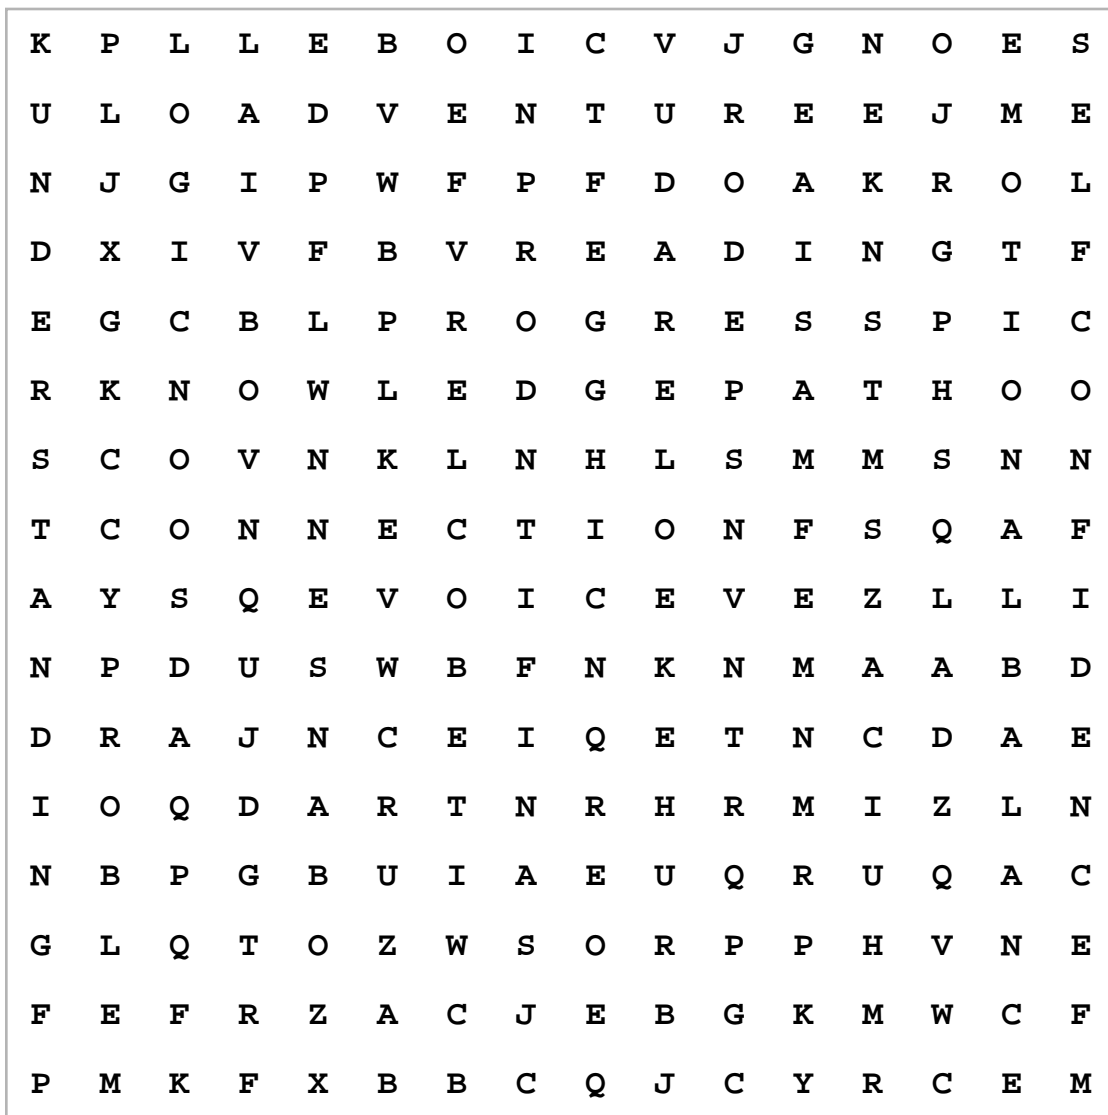 K P L L E B O I C V J G N O E S
U L O A D V E N T U R E E J M E
N J G I P W F P F D O A K R O L
D X I V F B V R E A D I N G T F
E G C B L P R O G R E S S P I C
R K N O W L E D G E P A T H O O
S C O V N K L N H L S M M S N N
T C O N N E C T I O N F S Q A F
A Y S Q E V O I C E V E Z L L I
N P D U S W B F N K N M A A B D
D R A J N C E I Q E T N C D A E
I O Q D A R T N R H R M I Z L N
N B P G B U I A E U Q R U Q A C
G L Q T O Z W S O R P P H V N E
F E F R Z A C J E B G K M W C F
P M K F X B B C Q J C Y R C E M